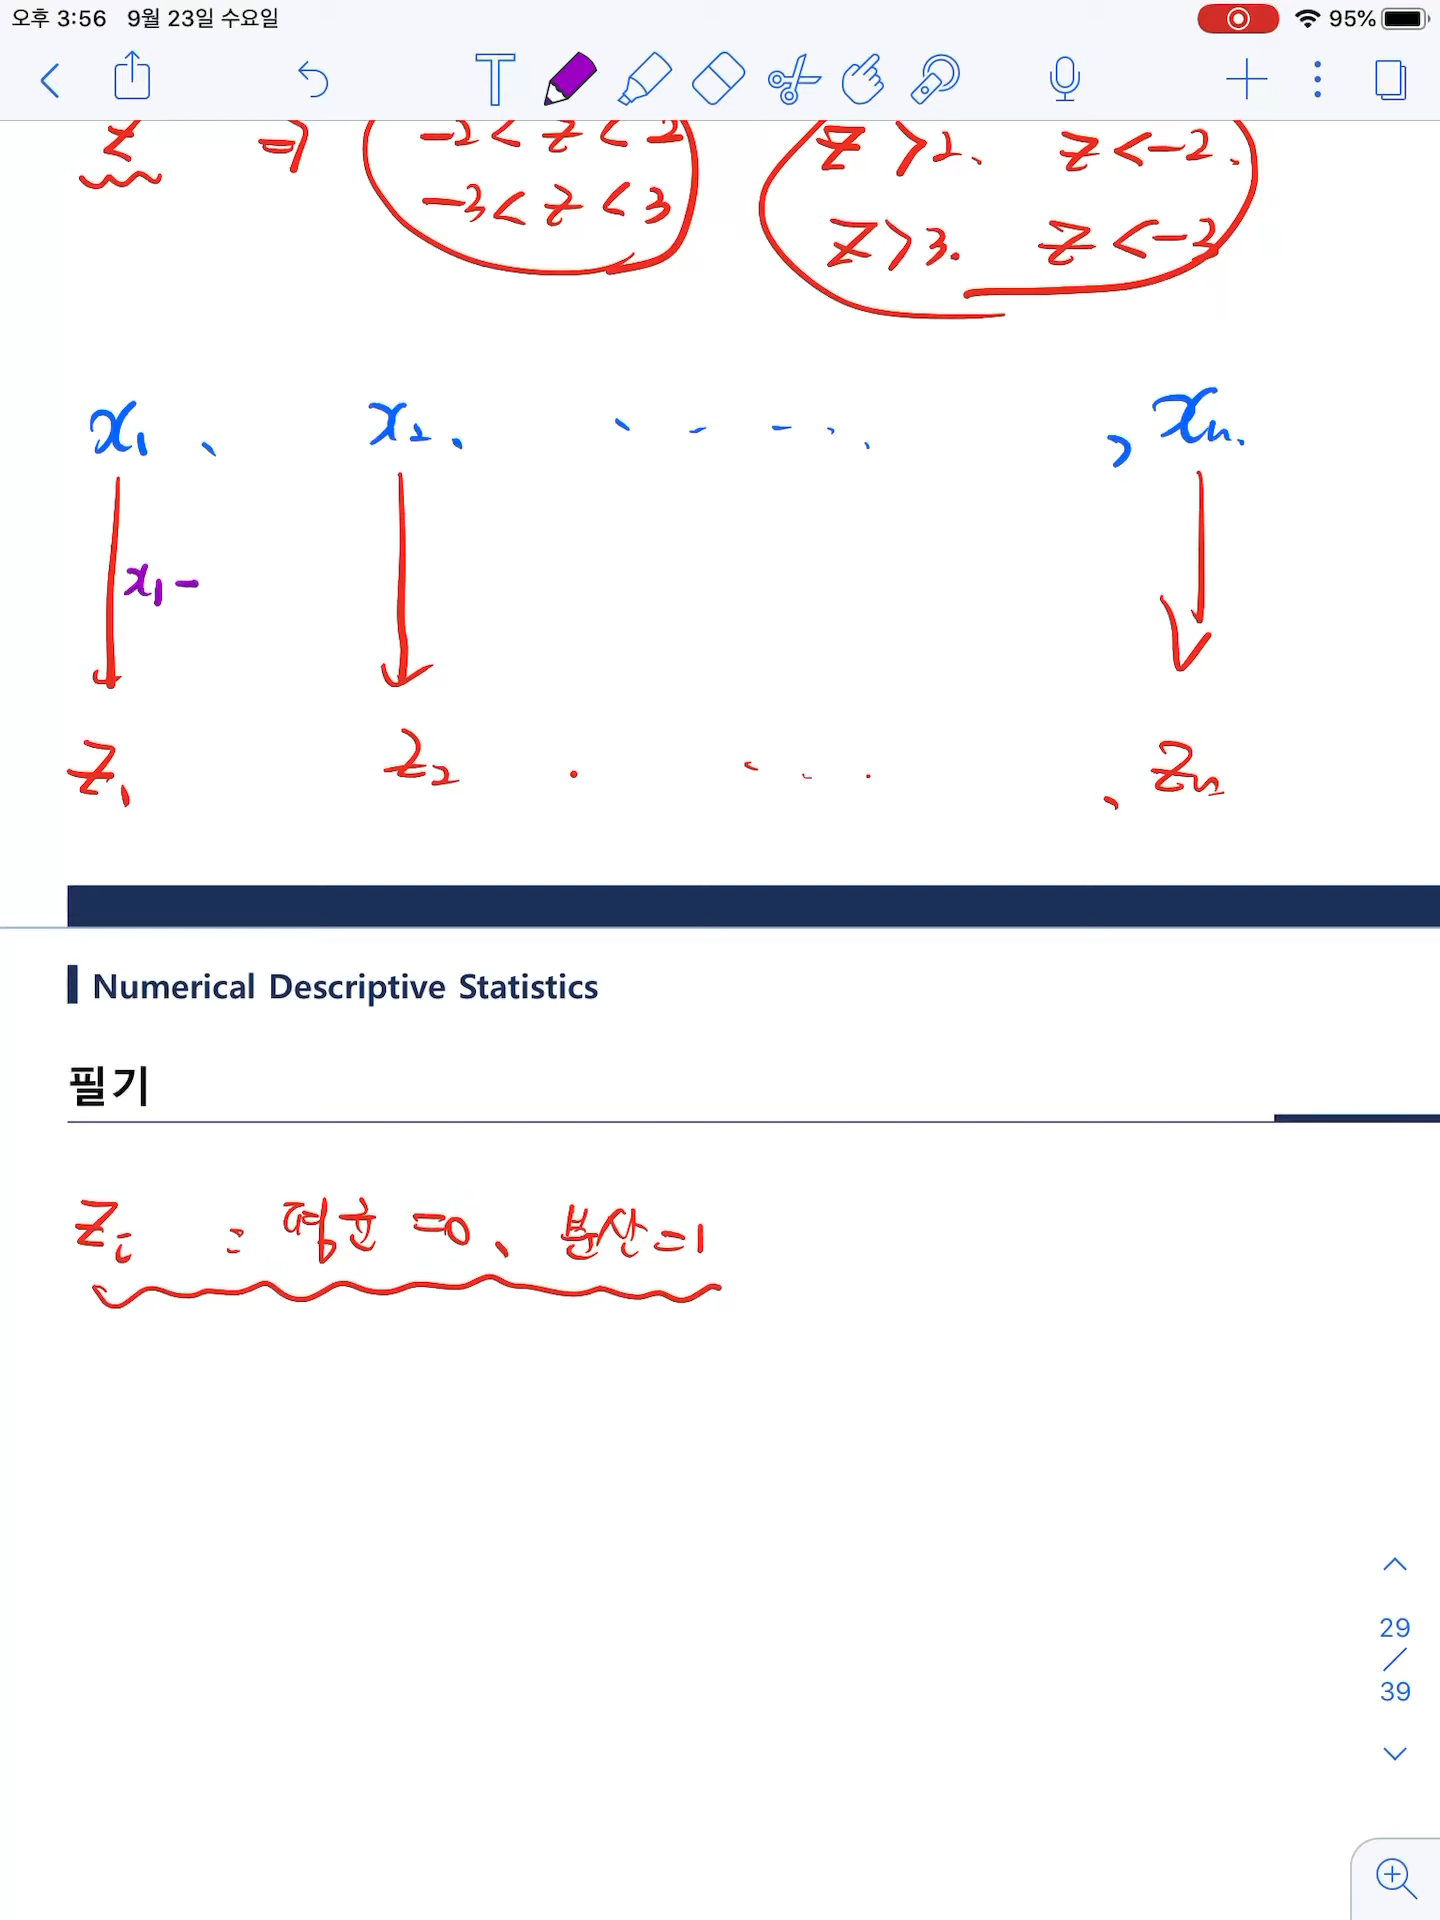 오후 3:56 9월 23일 수요일 95%
z ⇒ -2 < z < 2 z > 2. z < -2.
-3 < z < 3 z > 3. z < -3
x₁, x₂, ....., xₙ.
x₁ -
z₁ z₂ . .... , zₙ
Numerical Descriptive Statistics
필기
zᵢ : 평균 = 0, 분산 = 1
29
/
39